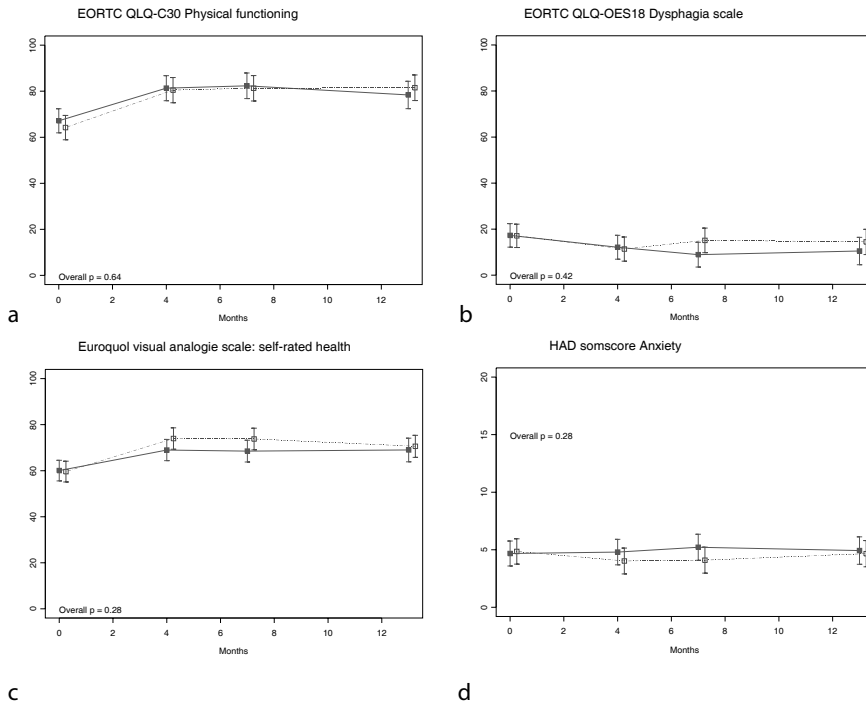 EORTC QLQ-C30 Physical functioning
100
80
60
40
20
0
Overall p = 0.64
0 2 4 6 8 10 12
Months
a
EORTC QLQ-OES18 Dysphagia scale
100
80
60
40
20
0
Overall p = 0.42
0 2 4 6 8 10 12
Months
b
Euroquol visual analogie scale: self-rated health
100
80
60
40
20
0
Overall p = 0.28
0 2 4 6 8 10 12
Months
c
HAD somscore Anxiety
20
15
10
5
0
Overall p = 0.28
0 2 4 6 8 10 12
Months
d